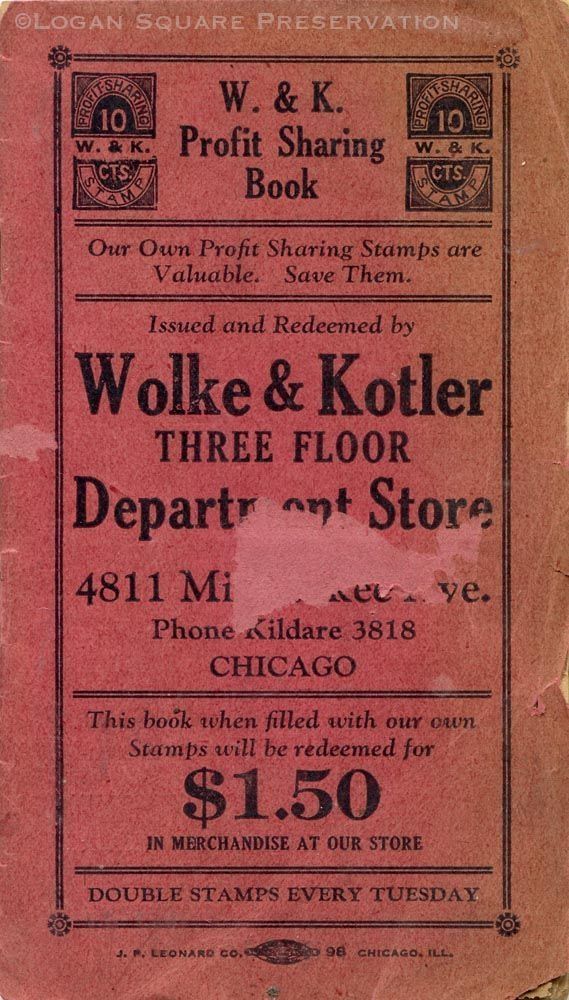 ©Logan Square Preservation
PROFIT-SHARING
10
W. & K.
CTS.
STAMP
W. & K.
Profit Sharing
Book
PROFIT-SHARING
10
W. & K.
CTS.
STAMP
Our Own Profit Sharing Stamps are
Valuable. Save Them.
Issued and Redeemed by
Wolke & Kotler
THREE FLOOR
Department Store
4811 Ave.
Phone Kildare 3818
CHICAGO
This book when filled with our own
Stamps will be redeemed for
$1.50
IN MERCHANDISE AT OUR STORE
DOUBLE STAMPS EVERY TUESDAY
J. P. LEONARD CO. 98 CHICAGO, ILL.